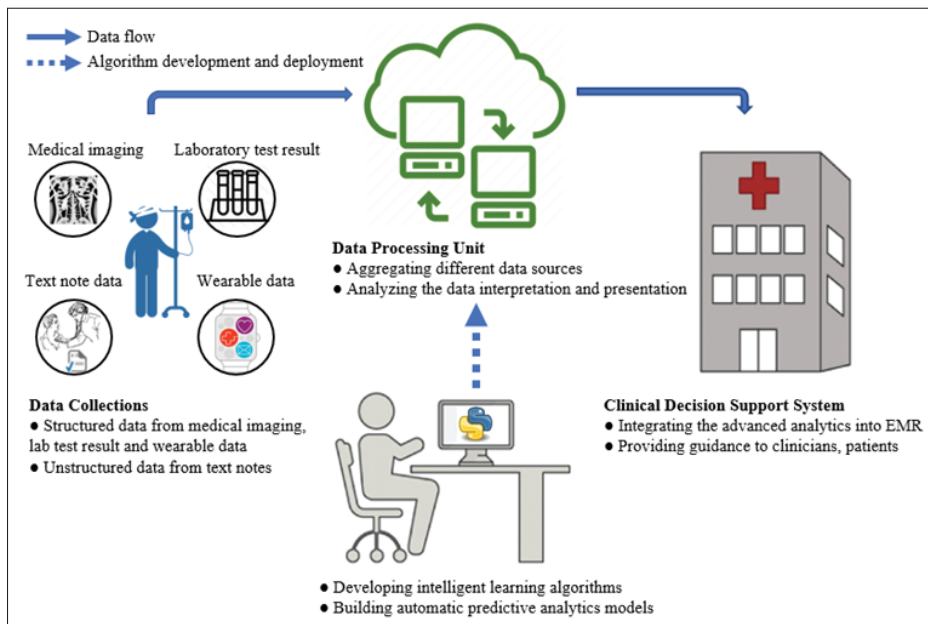 Data flow
Algorithm development and deployment
Medical imaging
Laboratory test result
Text note data
Wearable data
Data Collections
● Structured data from medical imaging,
lab test result and wearable data
● Unstructured data from text notes
Data Processing Unit
● Aggregating different data sources
● Analyzing the data interpretation and presentation
● Developing intelligent learning algorithms
● Building automatic predictive analytics models
Clinical Decision Support System
● Integrating the advanced analytics into EMR
● Providing guidance to clinicians, patients